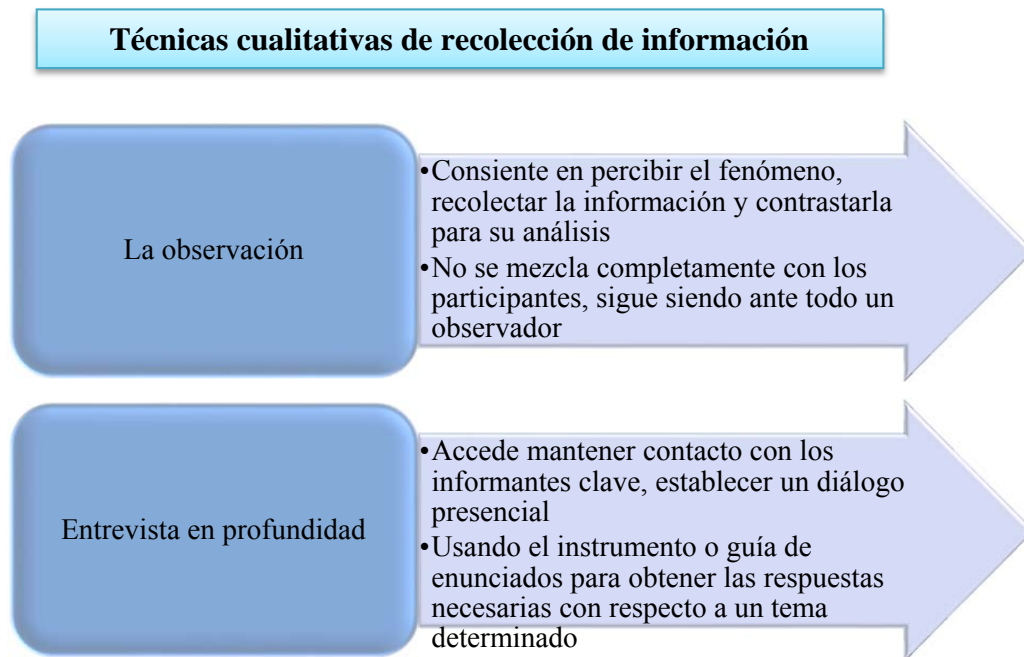 Técnicas cualitativas de recolección de información
La observación
•Consiente en percibir el fenómeno,
recolectar la información y contrastarla
para su análisis
•No se mezcla completamente con los
participantes, sigue siendo ante todo un
observador
Entrevista en profundidad
•Accede mantener contacto con los
informantes clave, establecer un diálogo
presencial
•Usando el instrumento o guía de
enunciados para obtener las respuestas
necesarias con respecto a un tema
determinado